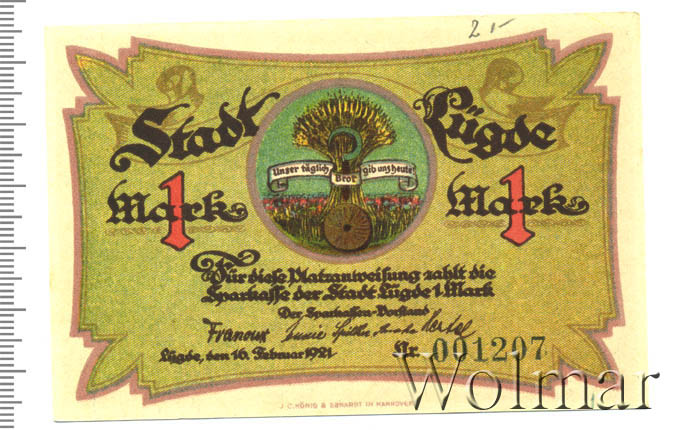 2 -
Stadt Lügde
Unser täglich Brot gib uns heute!
1 Mark 1 Mark
Für diese Platzanweisung zahlt die
Sparkasse der Stadt Lügde 1 Mark
Der Sparkassen-Vorstand
Lügde, den 16. Februar 1921
Nr. 001207
J. C. KÖNIG & EBHARDT IN HANNOVER
Wolmar